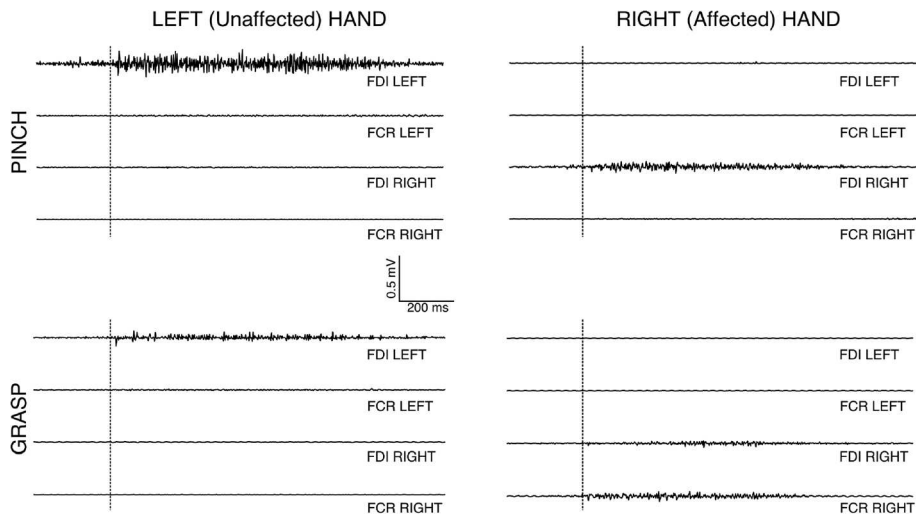 LEFT (Unaffected) HAND
RIGHT (Affected) HAND
PINCH
FDI LEFT
FCR LEFT
FDI RIGHT
FCR RIGHT
FDI LEFT
FCR LEFT
FDI RIGHT
FCR RIGHT
0.5 mV
200 ms
GRASP
FDI LEFT
FCR LEFT
FDI RIGHT
FCR RIGHT
FDI LEFT
FCR LEFT
FDI RIGHT
FCR RIGHT